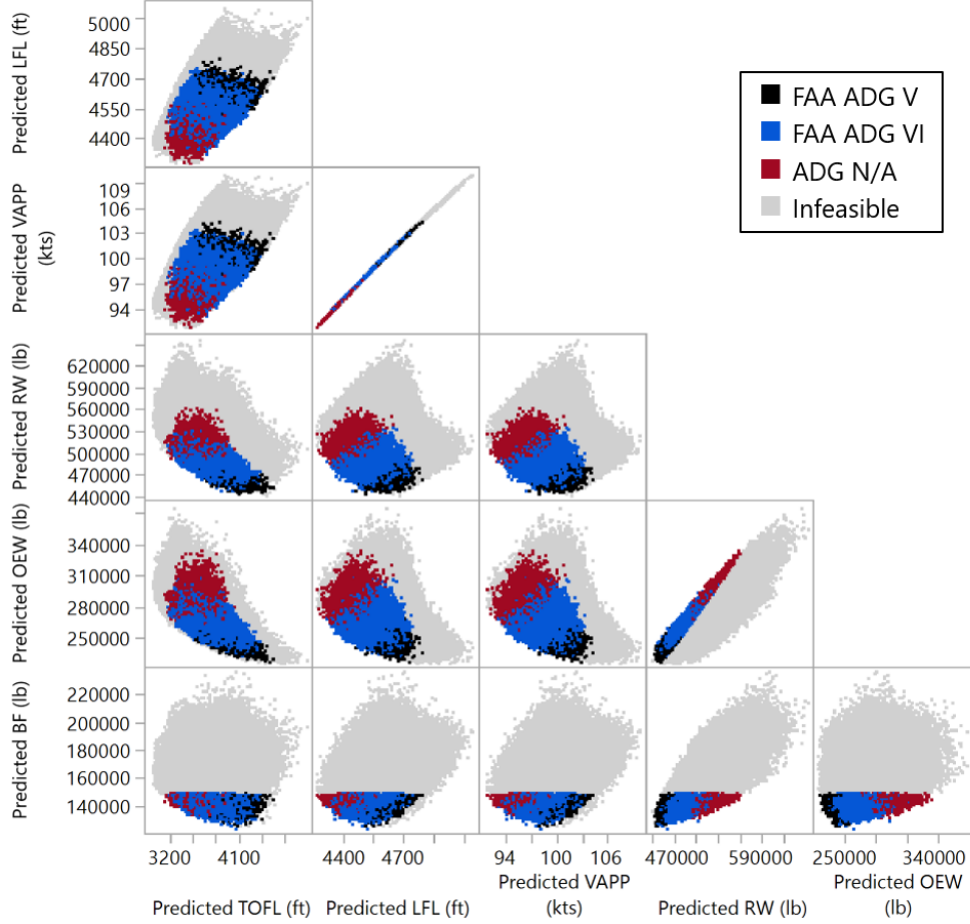 Predicted LFL (ft)
5000
4850
4700
4550
4400
FAA ADG V
FAA ADG VI
ADG N/A
Infeasible
Predicted VAPP
(kts)
109
106
103
100
97
94
Predicted RW (lb)
620000
590000
560000
530000
500000
470000
440000
Predicted OEW (lb)
340000
310000
280000
250000
Predicted BF (lb)
220000
200000
180000
160000
140000
3200 4100 4400 4700 94 100 106 470000 590000 250000 340000
Predicted TOFL (ft) Predicted LFL (ft) Predicted VAPP
(kts) Predicted RW (lb) Predicted OEW
(lb)